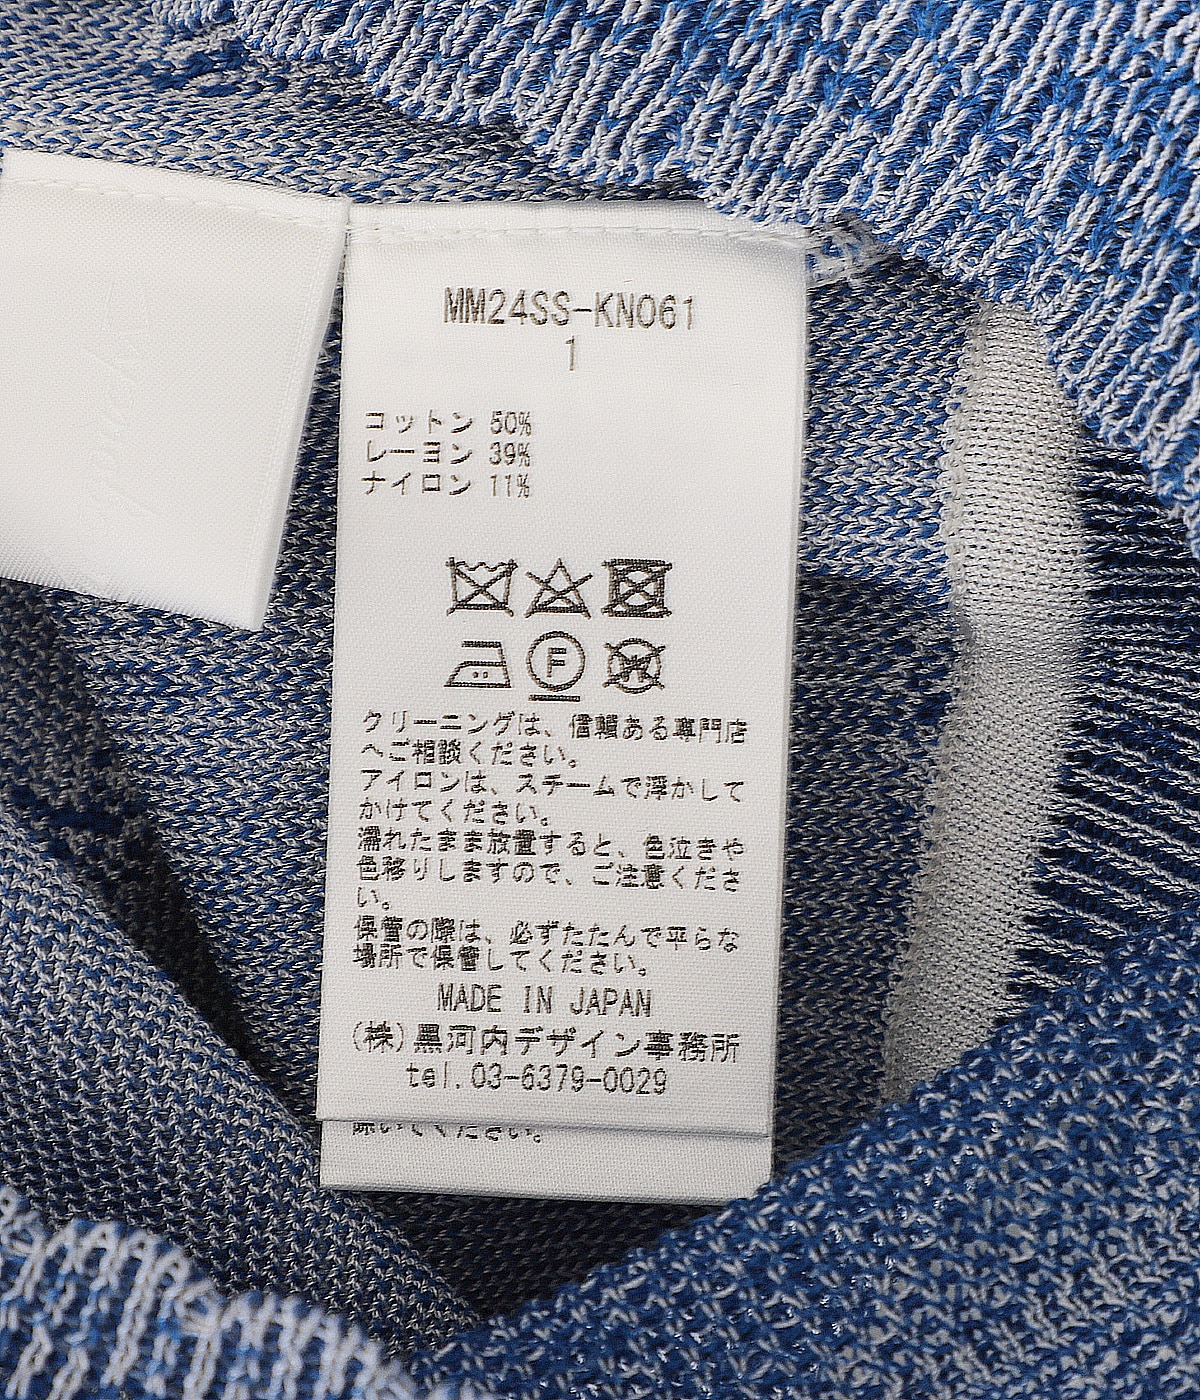 MM24SS-KN061
1
コットン 50%
レーヨン 39%
ナイロン 11%
F
W
クリーニングは、信頼ある専門店
へご相談ください。
アイロンは、スチームで浮かして
かけてください。
濡れたまま放置すると、色泣きや
色移りしますので、ご注意くださ
い。
保管の際は、必ずたたんで平らな
場所で保管してください。
MADE IN JAPAN
(株)黒河内デザイン事務所
tel.03-6379-0029
除いてください。